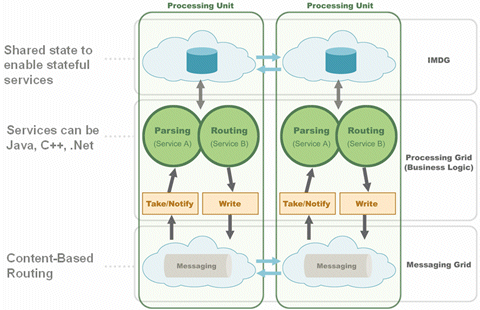 Processing Unit
Processing Unit
Shared state to
enable stateful
services
IMDG
Services can be
Java, C++, .Net
Parsing
(Service A)
Routing
(Service B)
Parsing
(Service A)
Routing
(Service B)
Processing Grid
(Business Logic)
Take/Notify
Write
Take/Notify
Write
Content-Based
Routing
Messaging
Messaging
Messaging Grid